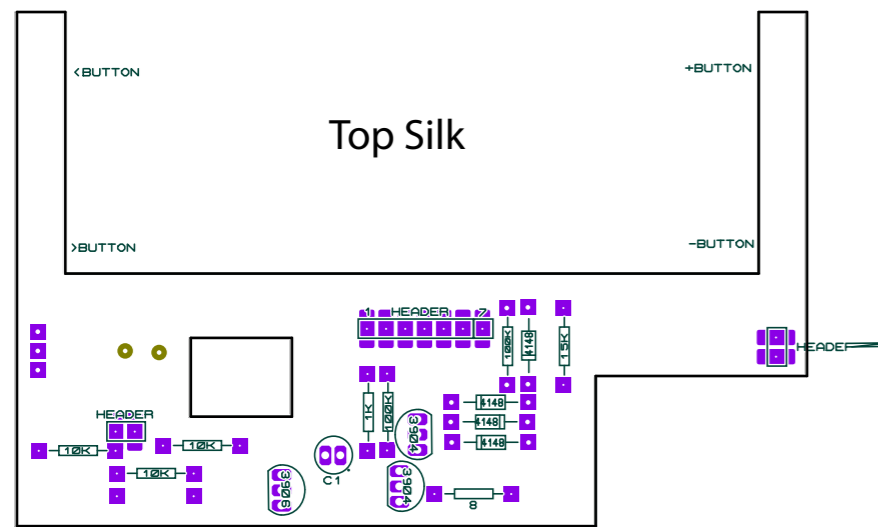 <BUTTON
+BUTTON
Top Silk
>BUTTON
-BUTTON
1 HEADER 7
100K
4148
15K
HEADER
1K
100K
4148
4148
4148
HEADER
3904
10K
10K
10K
C1
3906
3904
8